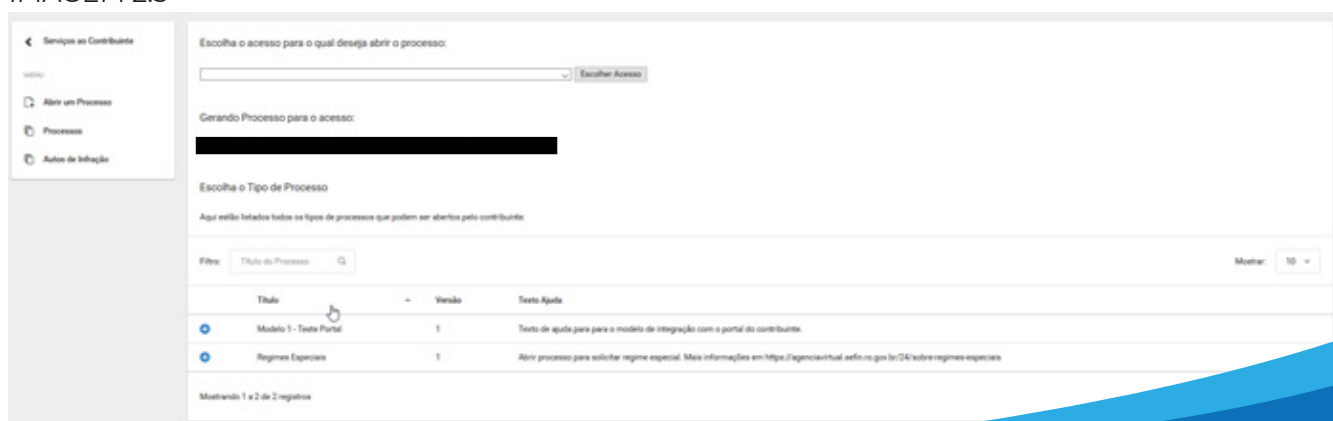 Serviços ao Contribuinte
MENU
Abrir um Processo
Processos
Autos de Infração
Escolha o acesso para o qual deseja abrir o processo:
Escolher Acesso
Gerando Processo para o acesso:
Escolha o Tipo de Processo
Aqui estão listados todos os tipos de processos que podem ser abertos pelo contribuinte.
Filtro: Título do Processo Mostrar: 10
Título Versão Texto Ajuda
Modelo 1 - Teste Portal 1 Texto de ajuda para para o modelo de integração com o portal do contribuinte.
Regimes Especiais 1 Abrir processo para solicitar regime especial. Mais informações em https://agenciavirtual.sefin.ro.gov.br/24/sobre-regimes-especiais
Mostrando 1 a 2 de 2 registros